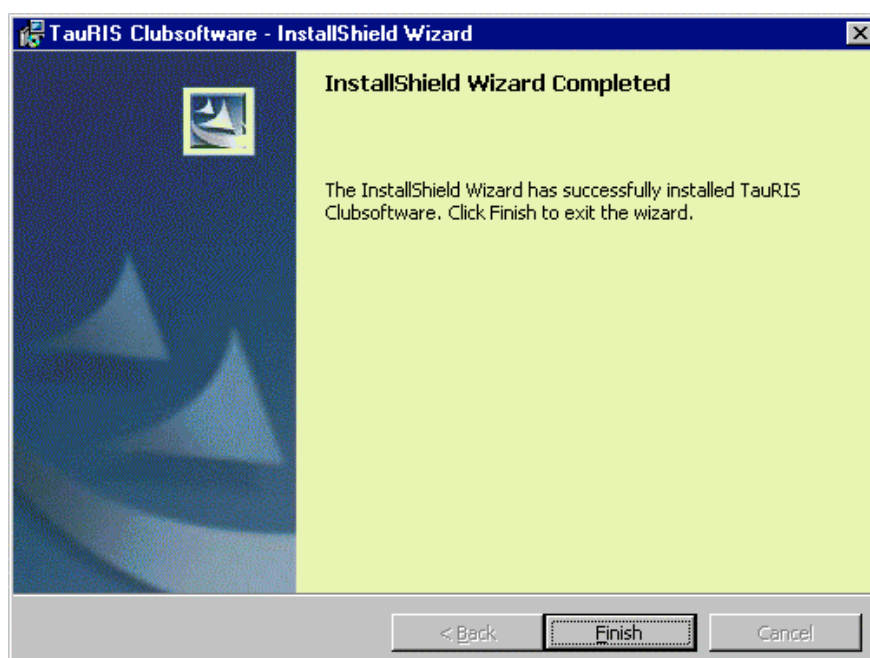 TauRIS Clubsoftware - InstallShield Wizard
InstallShield Wizard Completed
The InstallShield Wizard has successfully installed TauRIS
Clubsoftware. Click Finish to exit the wizard.
< Back
Finish
Cancel